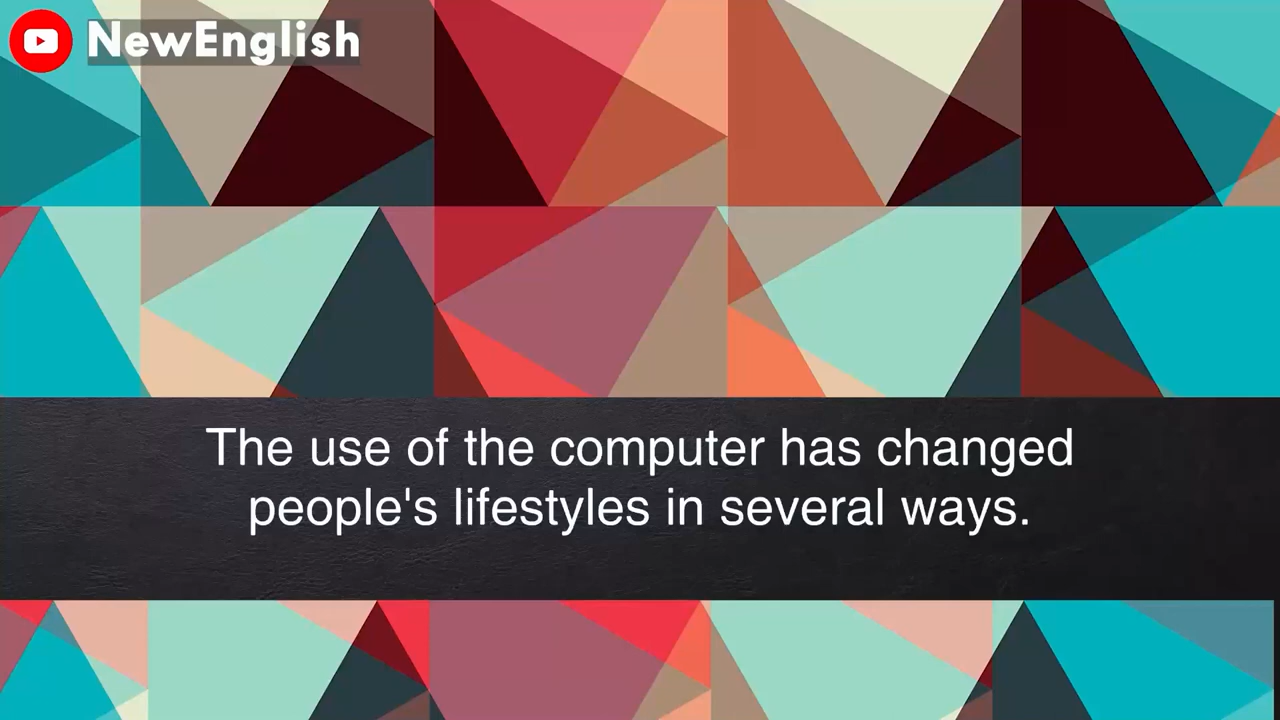 NewEnglish
The use of the computer has changed
people's lifestyles in several ways.